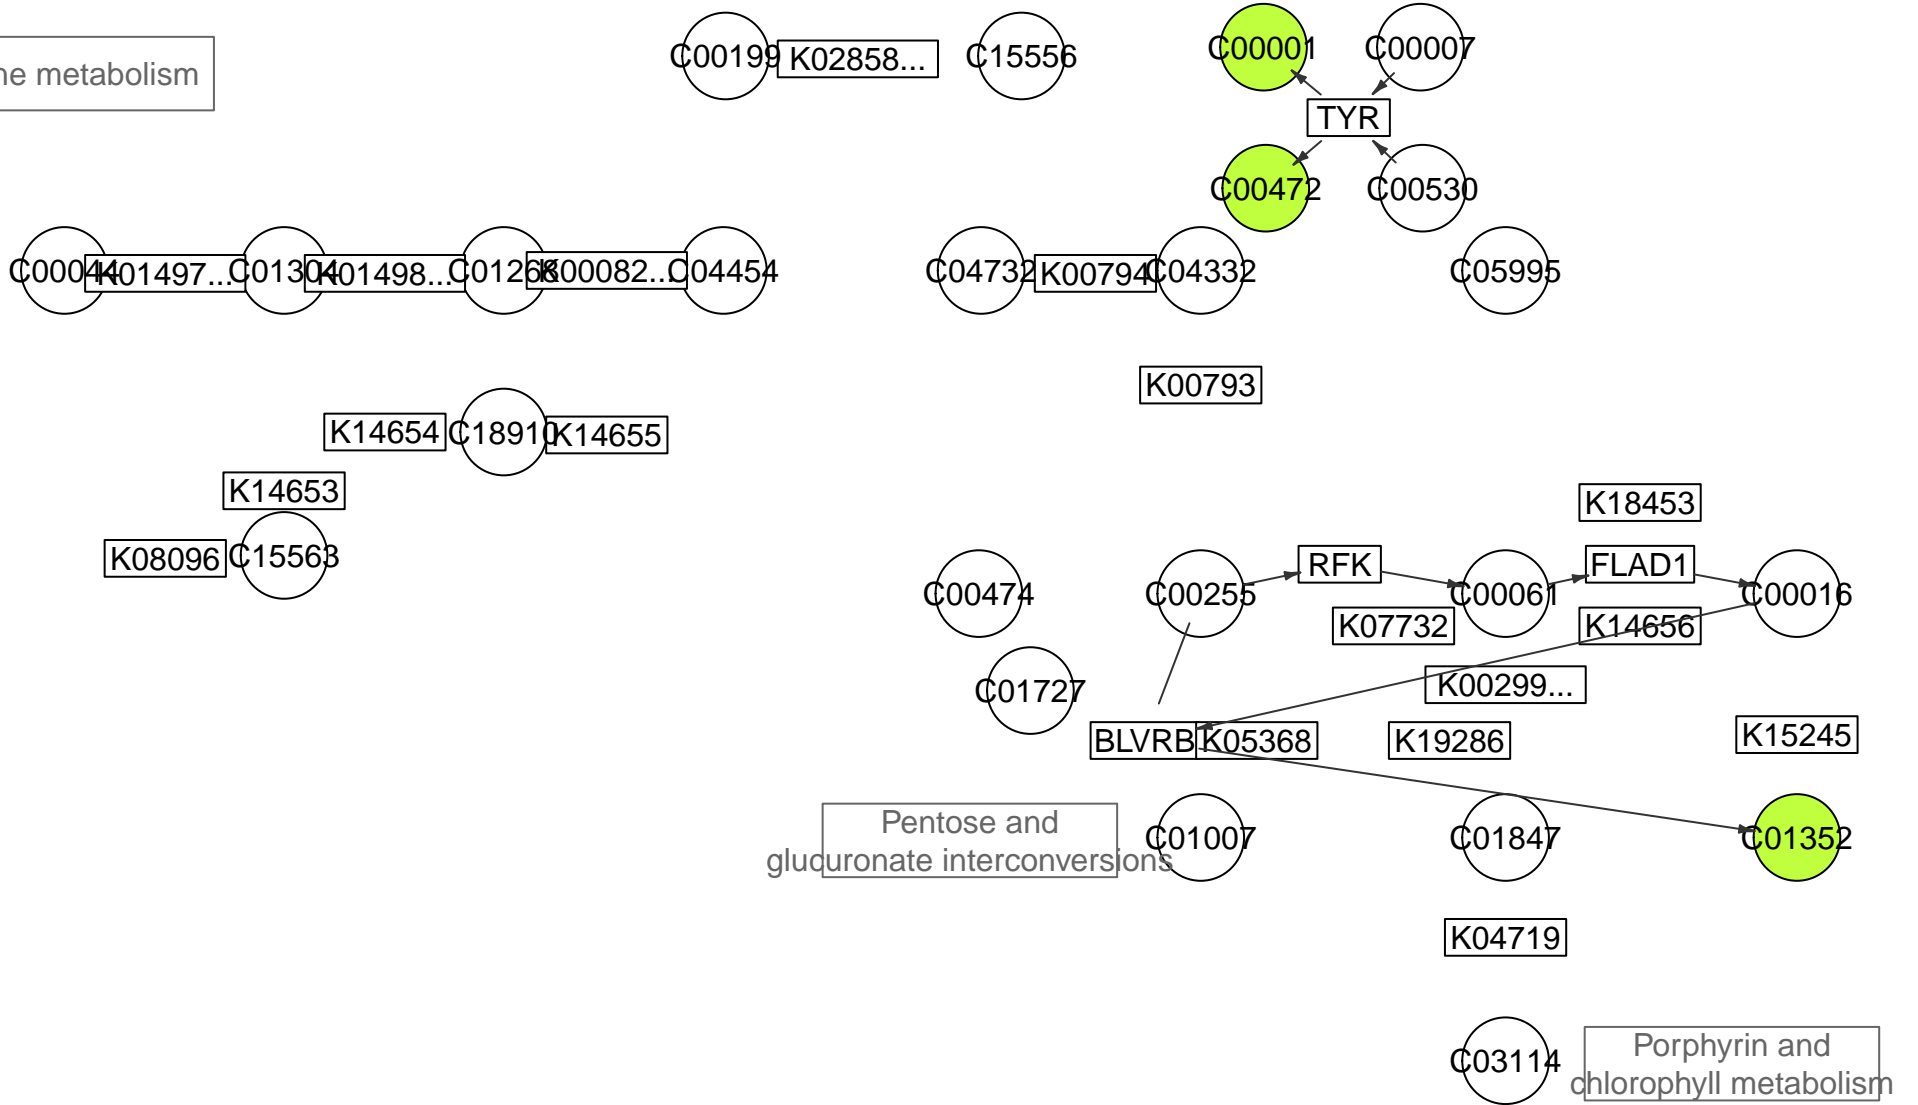 C00001
C00007
C00199
K02858...
C15556
ne metabolism
TYR
C00472
C00530
C00044
K01497...
C01304
K01498...
C01268
K00082...
C04454
C04732
K00794
C04332
C05995
K00793
K14654
C18910
K14655
K14653
K18453
K08096
C15563
RFK
FLAD1
C00474
C00255
C00061
C00016
K07732
K14656
C01727
K00299...
BLVRB
K05368
K19286
K15245
Pentose and
glucuronate interconversions
C01007
C01847
C01352
K04719
C03114
Porphyrin and
chlorophyll metabolism